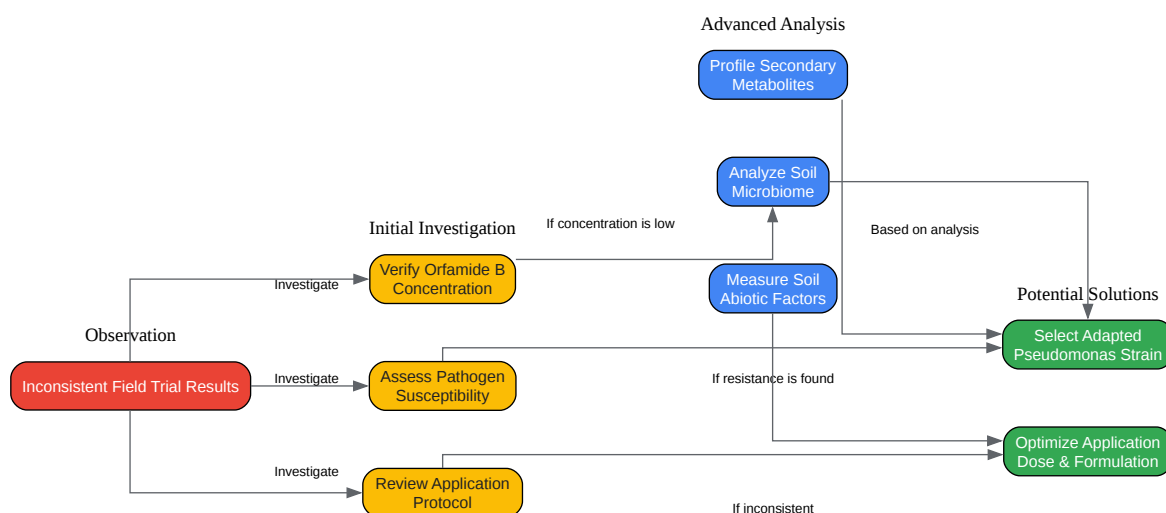 Advanced Analysis
Profile Secondary
Metabolites
Analyze Soil
Microbiome
Initial Investigation
If concentration is low
Based on analysis
Verify Orfamide B
Concentration
Investigate
Measure Soil
Abiotic Factors
Potential Solutions
Observation
Select Adapted
Pseudomonas Strain
Inconsistent Field Trial Results
Investigate
Assess Pathogen
Susceptibility
If resistance is found
Optimize Application
Dose & Formulation
Investigate
Review Application
Protocol
If inconsistent